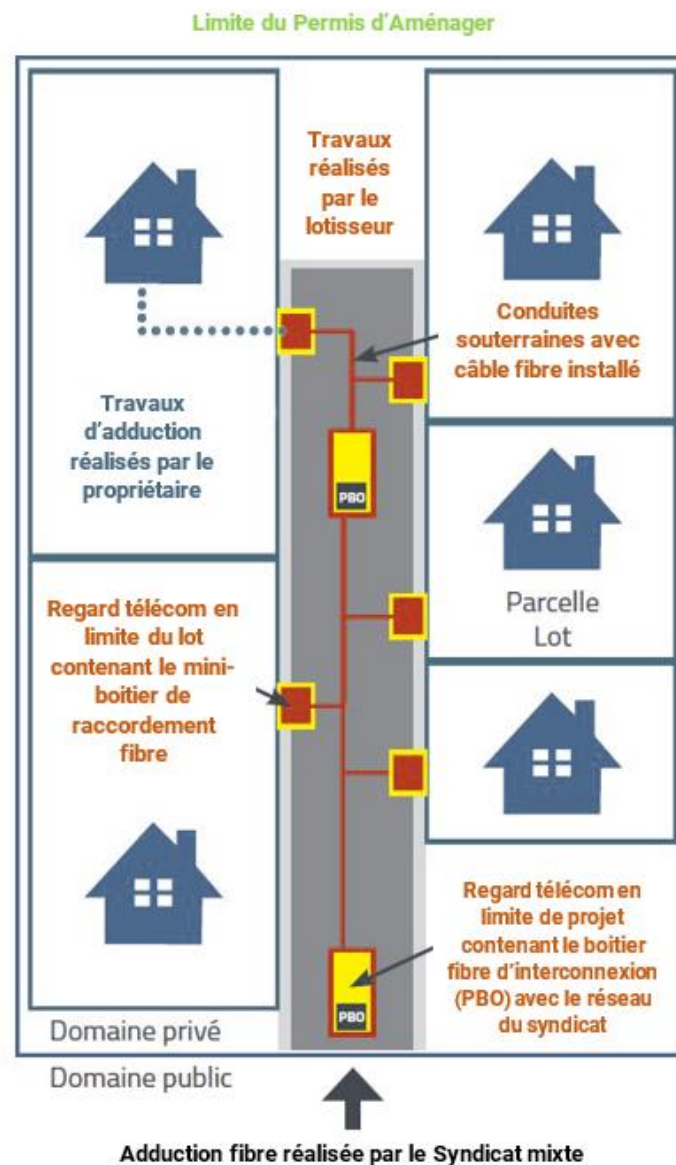 Limite du Permis d'Aménager
Travaux
réalisés
par le
lotisseur
Conduites
souterraines avec
câble fibre installé
Travaux
d'adduction
réalisés par le
propriétaire
PBO
Parcelle
Lot
Regard télécom en
limite du lot
contenant le mini-
boitier de
raccordement
fibre
Regard télécom en
limite de projet
contenant le boitier
fibre d'interconnexion
(PBO) avec le réseau
du syndicat
PBO
Domaine privé
Domaine public
Adduction fibre réalisée par le Syndicat mixte